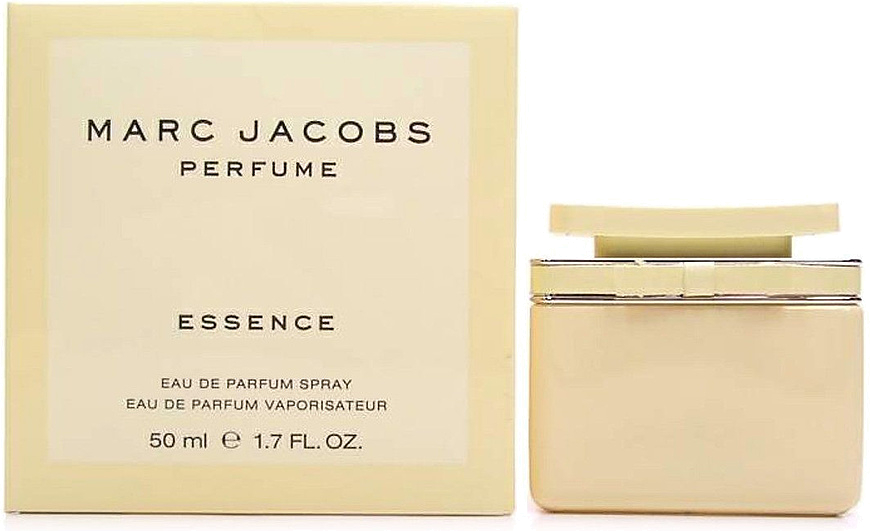 MARC JACOBS
PERFUME
ESSENCE
EAU DE PARFUM SPRAY
EAU DE PARFUM VAPORISATEUR
50 ml ℮ 1.7 FL. OZ.